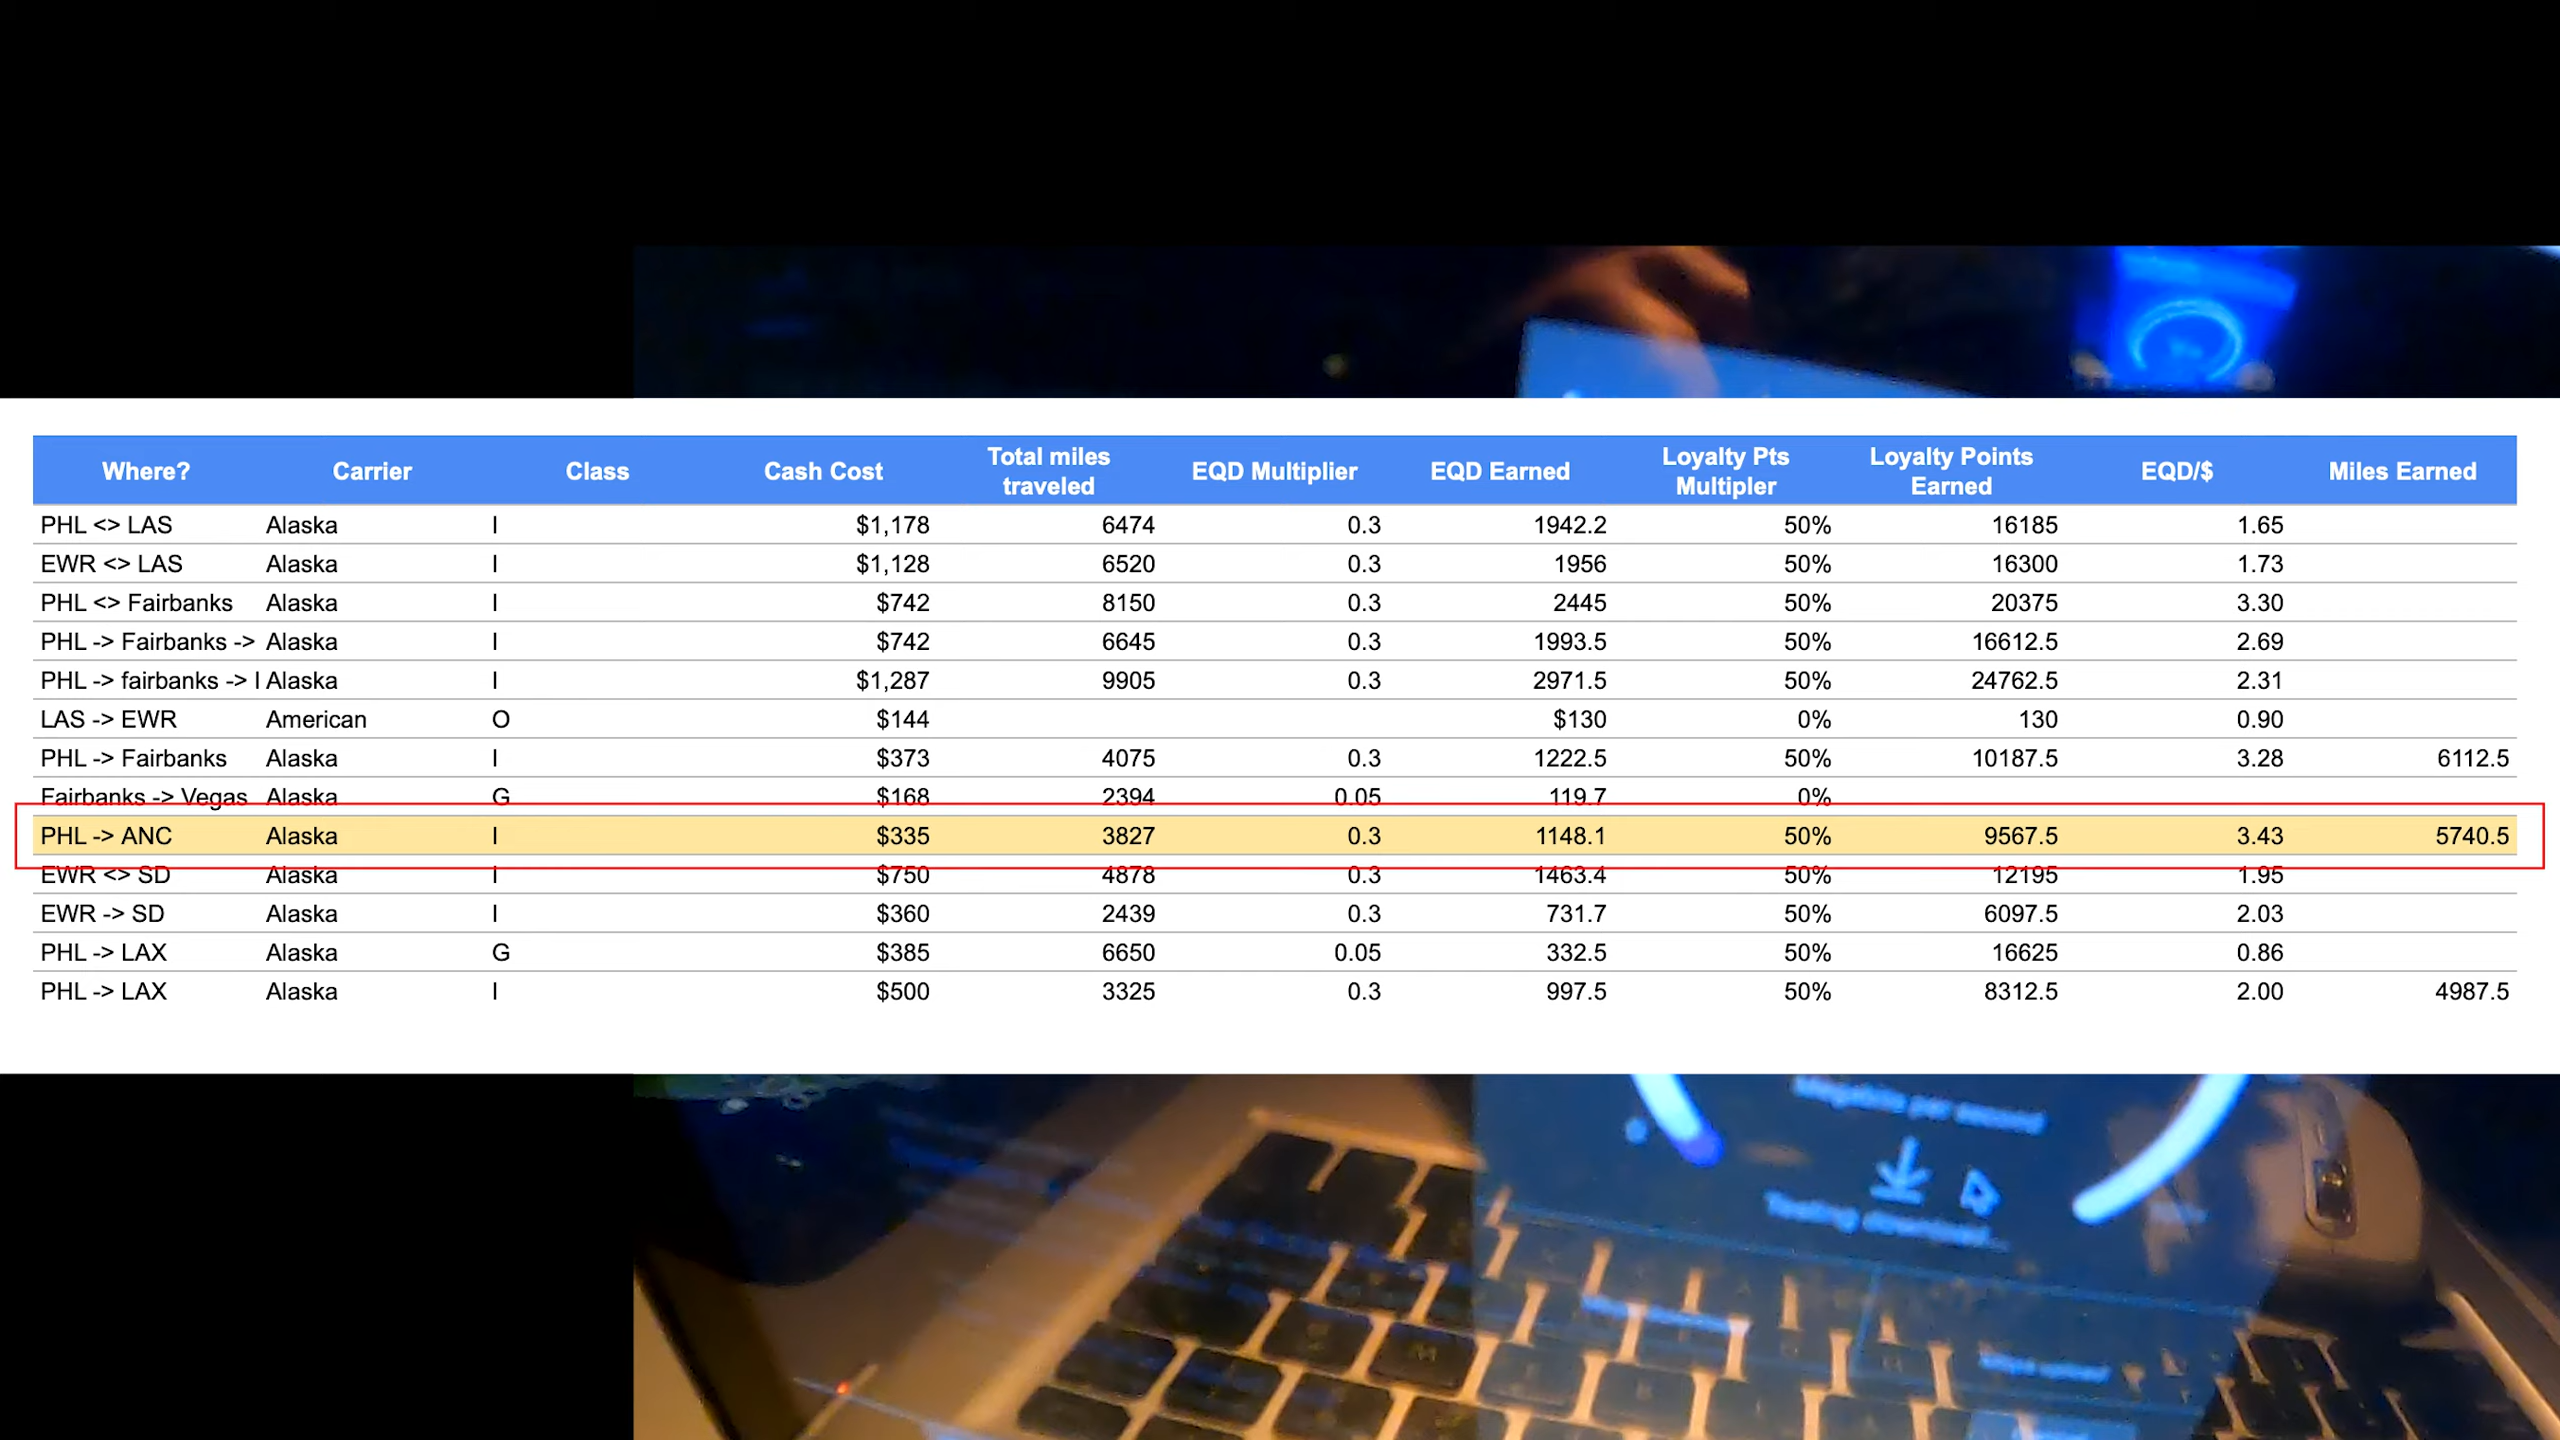 Where? Carrier Class Cash Cost Total miles traveled EQD Multiplier EQD Earned Loyalty Pts Multipler Loyalty Points Earned EQD/$ Miles Earned
PHL <> LAS Alaska I $1,178 6474 0.3 1942.2 50% 16185 1.65
EWR <> LAS Alaska I $1,128 6520 0.3 1956 50% 16300 1.73
PHL <> Fairbanks Alaska I $742 8150 0.3 2445 50% 20375 3.30
PHL -> Fairbanks -> Alaska I $742 6645 0.3 1993.5 50% 16612.5 2.69
PHL -> fairbanks -> I Alaska I $1,287 9905 0.3 2971.5 50% 24762.5 2.31
LAS -> EWR American O $144 $130 0% 130 0.90
PHL -> Fairbanks Alaska I $373 4075 0.3 1222.5 50% 10187.5 3.28 6112.5
Fairbanks -> Vegas Alaska G $168 2394 0.05 119.7 0%
PHL -> ANC Alaska I $335 3827 0.3 1148.1 50% 9567.5 3.43 5740.5
EWR <> SD Alaska I $750 4878 0.3 1463.4 50% 12195 1.95
EWR -> SD Alaska I $360 2439 0.3 731.7 50% 6097.5 2.03
PHL -> LAX Alaska G $385 6650 0.05 332.5 50% 16625 0.86
PHL -> LAX Alaska I $500 3325 0.3 997.5 50% 8312.5 2.00 4987.5
Megabits per second
Testing download...